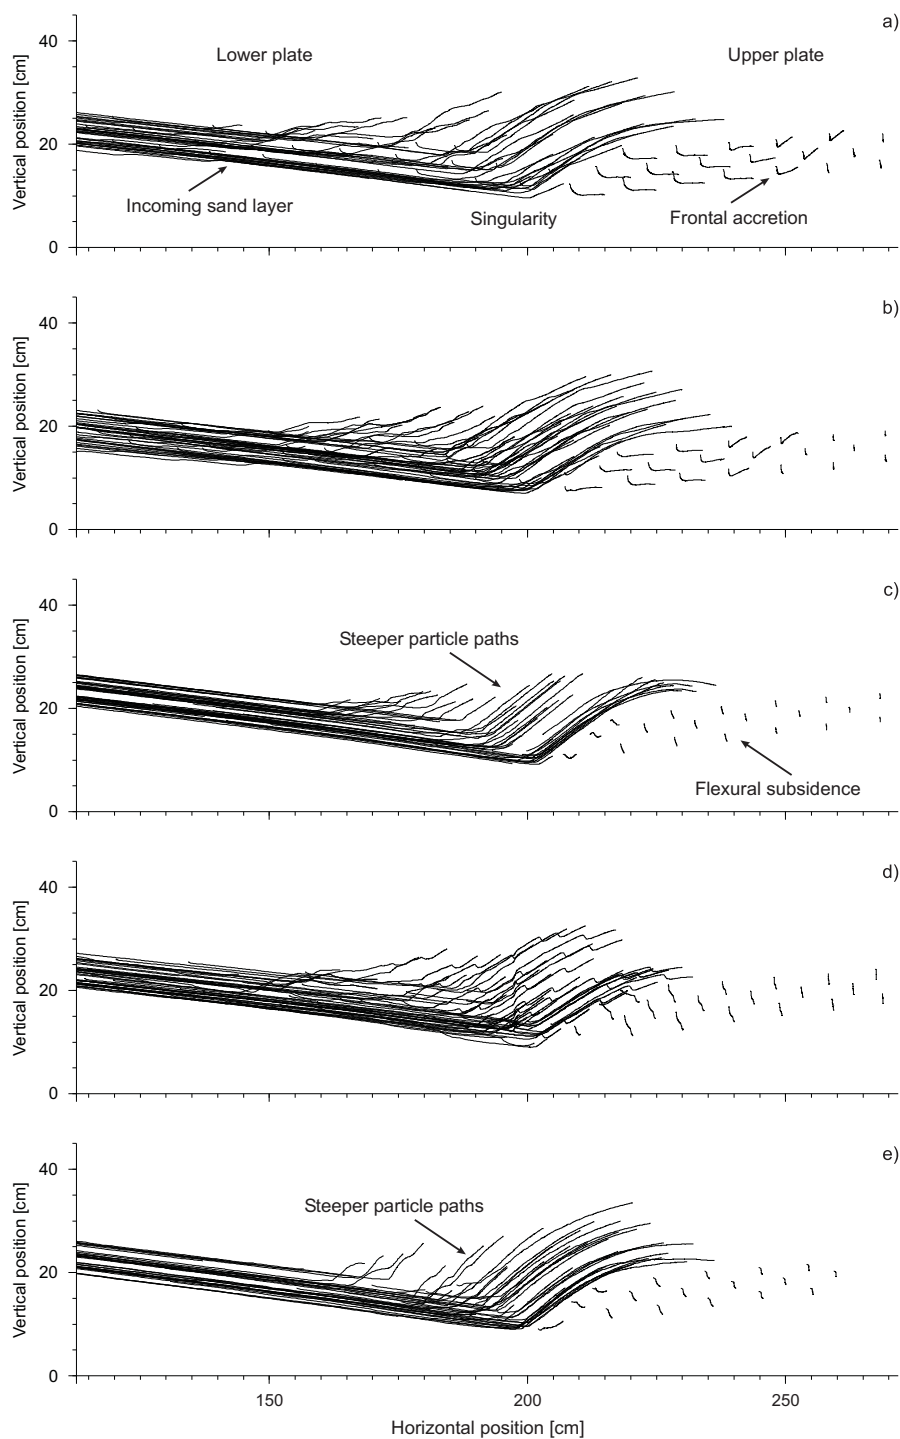 a)
40
Lower plate
Upper plate
Vertical position [cm]
20
Incoming sand layer
Singularity
Frontal accretion
0
b)
40
Vertical position [cm]
20
0
c)
40
Steeper particle paths
Vertical position [cm]
20
Flexural subsidence
0
d)
40
Vertical position [cm]
20
0
e)
40
Steeper particle paths
Vertical position [cm]
20
0
150
200
250
Horizontal position [cm]